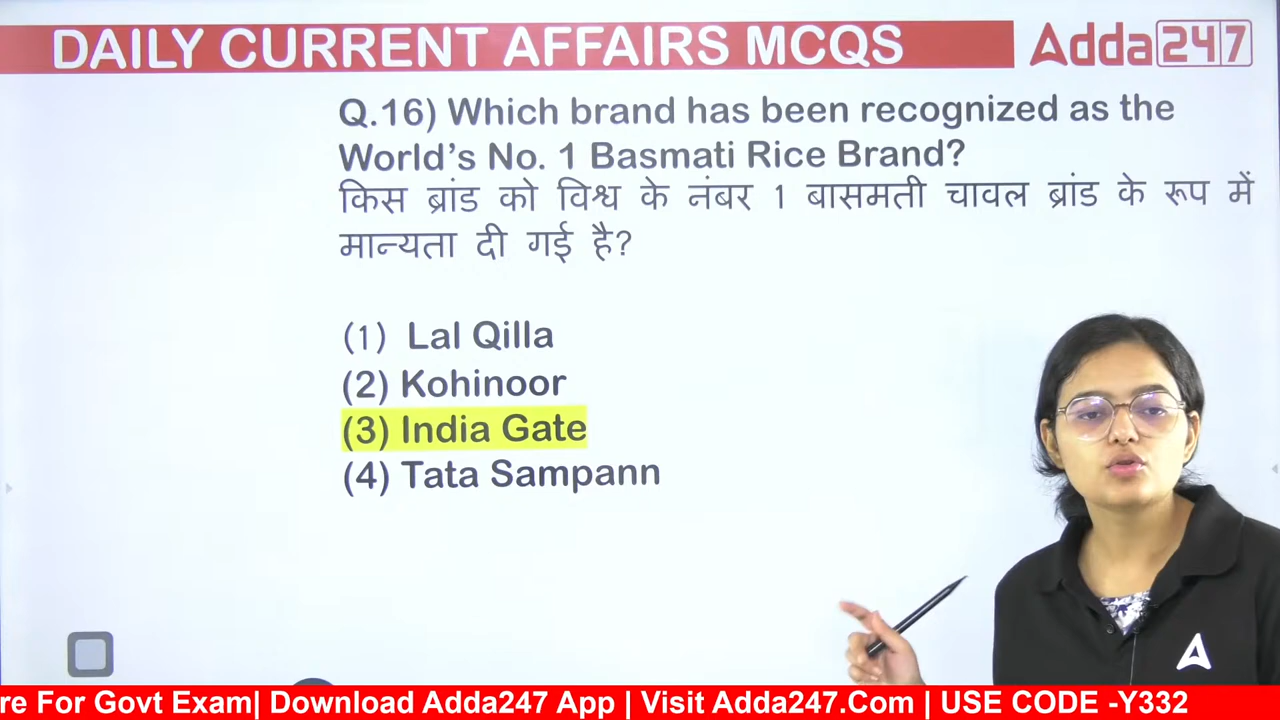 DAILY CURRENT AFFAIRS MCQS
Adda247
Q.16) Which brand has been recognized as the
World's No. 1 Basmati Rice Brand?
किस ब्रांड को विश्व के नंबर 1 बासमती चावल ब्रांड के रूप में
मान्यता दी गई है?
(1) Lal Qilla
(2) Kohinoor
(3) India Gate
(4) Tata Sampann
re For Govt Exam| Download Adda247 App | Visit Adda247.Com | USE CODE -Y332